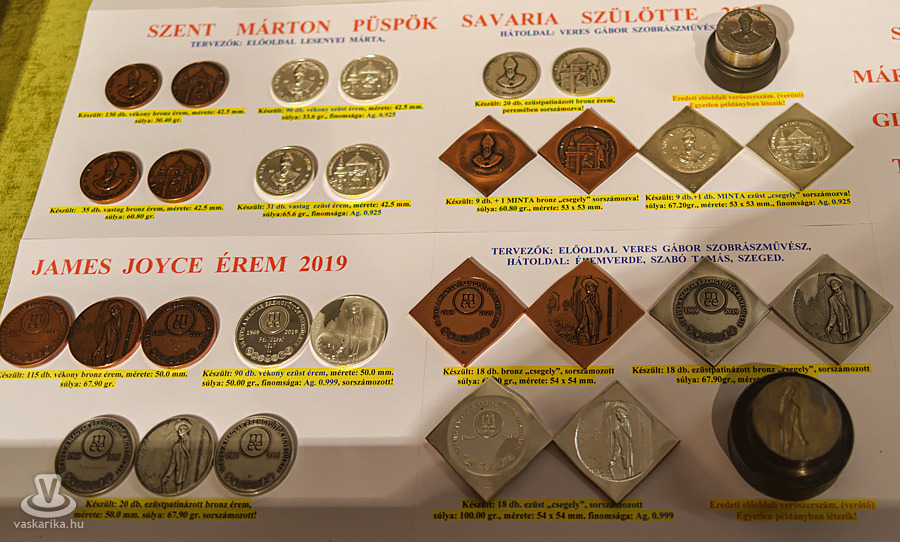 SZENT MÁRTON PÜSPÖK SAVARIA SZÜLÖTTE
TERVEZŐK: ELŐOLDAL LESENYEI MÁRTA,
HÁTOLDAL: VERES GÁBOR SZOBRÁSZMŰVÉSZ
Készült: 130 db. vékony bronz érem, mérete: 42.5 mm.
súlya: 30.40 gr.
Készült: 90 db. vékony ezüst érem, mérete: 42.5 mm.
súlya: 33.6 gr., finomsága: Ag. 0.925
Készült: 20 db. ezüstpatinázott bronz érem,
peremében sorszámozva!
Eredeti előoldali verőszerszám. (verőtő)
Egyetlen példányban létezik!
Készült: 35 db. vastag bronz érem, mérete: 42.5 mm.
súlya: 60.80 gr.
Készült: 31 db. vastag ezüst érem, mérete: 42.5 mm.
súlya: 65.6 gr., finomsága: Ag. 0.925
Készült: 9 db. + 1 MINTA bronz „csegely" sorszámozva!
súlya: 60.80 gr., mérete: 53 x 53 mm.
Készült: 9 db.+1 db. MINTA ezüst „csegely" sorszámozva!
súlya: 67.20gr., mérete: 53 x 53 mm., finomsága: Ag. 0.925
MÁR
GI
JAMES JOYCE ÉREM 2019
TERVEZŐK: ELŐOLDAL VERES GÁBOR SZOBRÁSZMŰVÉSZ,
HÁTOLDAL: ÉREMVERDE, SZABÓ TAMÁS, SZEGED.
1969 2019
Készült: 115 db. vékony bronz érem, mérete: 50.0 mm.
súlya: 67.90 gr.
Készült: 90 db. vékony ezüst érem, mérete: 50.0 mm.
súlya: 50.00 gr., finomsága: Ag. 0.999, sorszámozott!
Készült: 18 db. bronz „csegely", sorszámozott!
gr., mérete: 54 x 54 mm.
Készült: 18 db. ezüstpatinázott bronz „csegely", sorszámozott
súlya: 67.90gr., mérete: 54 x 54 mm.
Készült: 20 db. ezüstpatinázott bronz érem,
mérete: 50.0 mm. súlya: 67.90 gr. sorszámozott!
Készült: 18 db. ezüst „csegely", sorszámozott
súlya: 100.00 gr., mérete: 54 x 54 mm. finomsága: Ag. 0.999
Eredeti előoldali verőszerszám. (verőtő)
Egyetlen példányban létezik!
vaskarika.hu